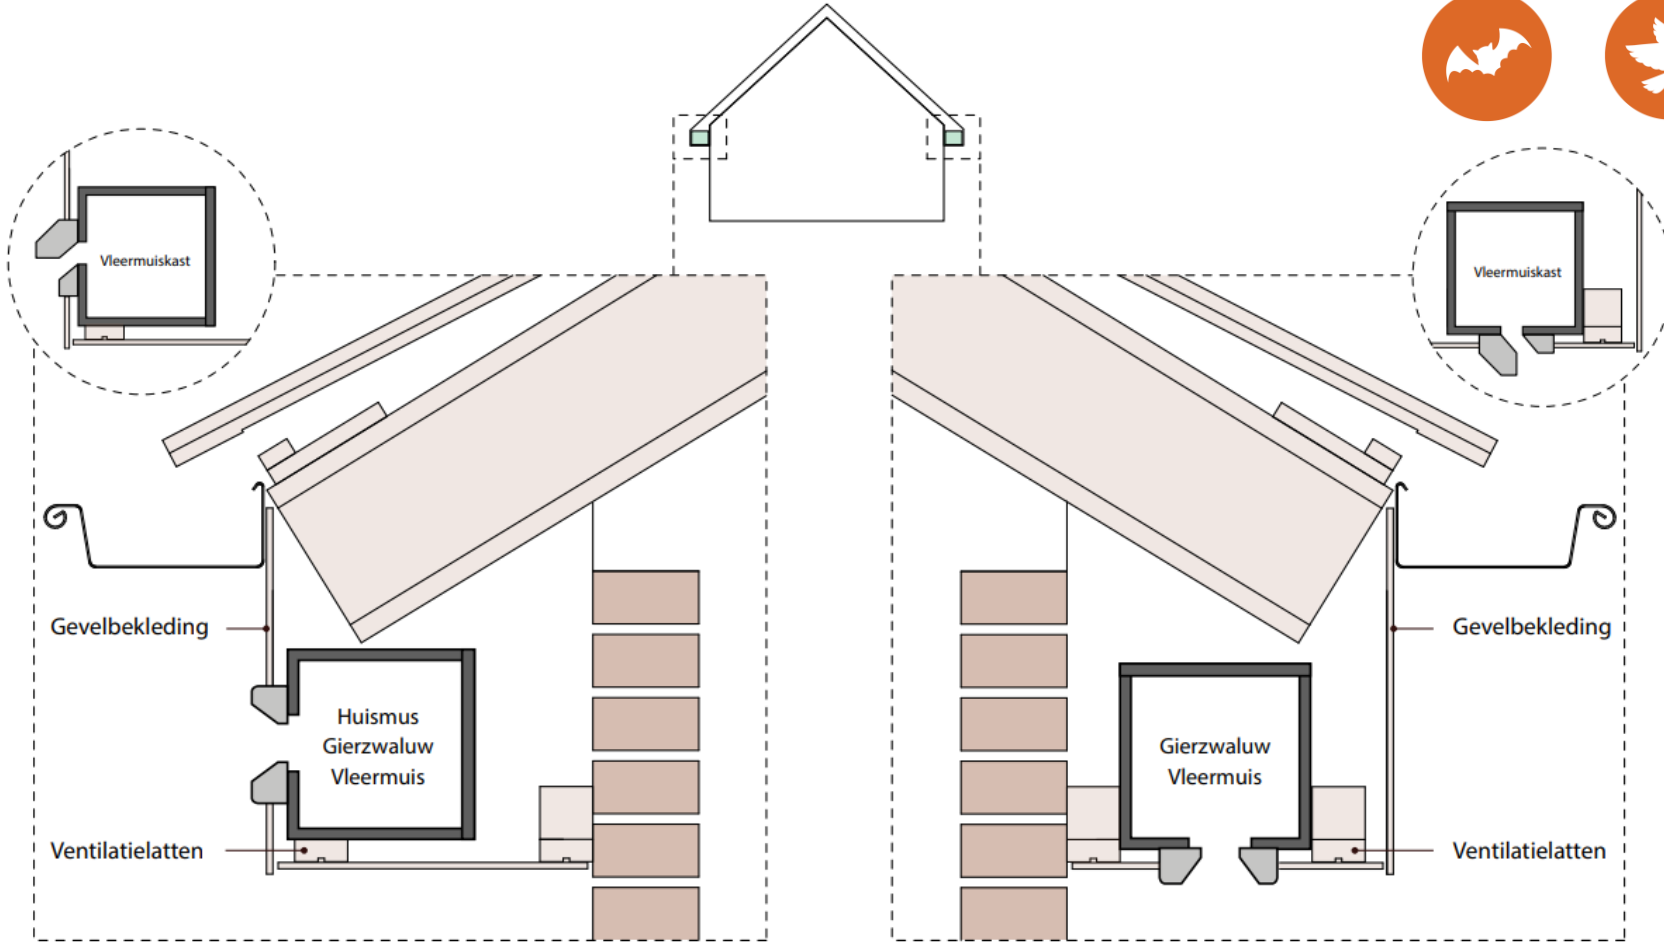 Vleermuiskast
Vleermuiskast
Gevelbekleding
Gevelbekleding
Huismus
Gierzwaluw
Vleermuis
Gierzwaluw
Vleermuis
Ventilatielatten
Ventilatielatten